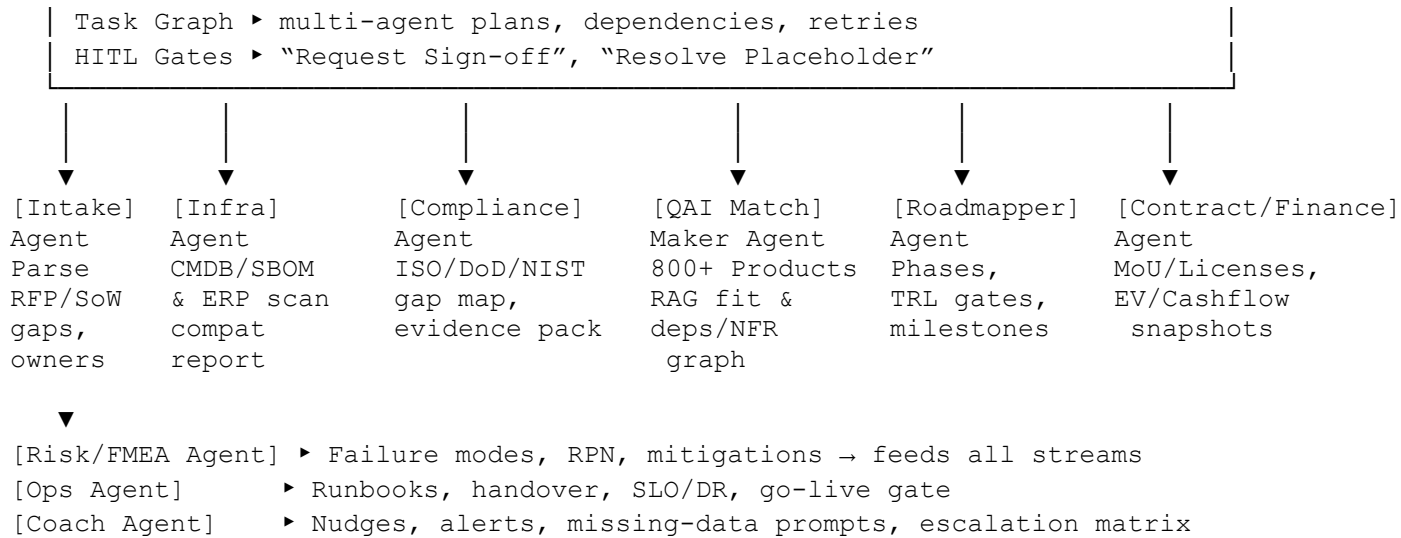 Task Graph ▸ multi-agent plans, dependencies, retries
HITL Gates ▸ “Request Sign-off”, “Resolve Placeholder”
[Intake] [Infra] [Compliance] [QAI Match] [Roadmapper] [Contract/Finance]
Agent Agent Agent Maker Agent Agent Agent
Parse CMDB/SBOM ISO/DoD/NIST 800+ Products Phases, MoU/Licenses,
RFP/SoW & ERP scan gap map, RAG fit & TRL gates, EV/Cashflow
gaps, compat evidence pack deps/NFR milestones snapshots
owners report graph
[Risk/FMEA Agent] ▸ Failure modes, RPN, mitigations → feeds all streams
[Ops Agent] ▸ Runbooks, handover, SLO/DR, go-live gate
[Coach Agent] ▸ Nudges, alerts, missing-data prompts, escalation matrix